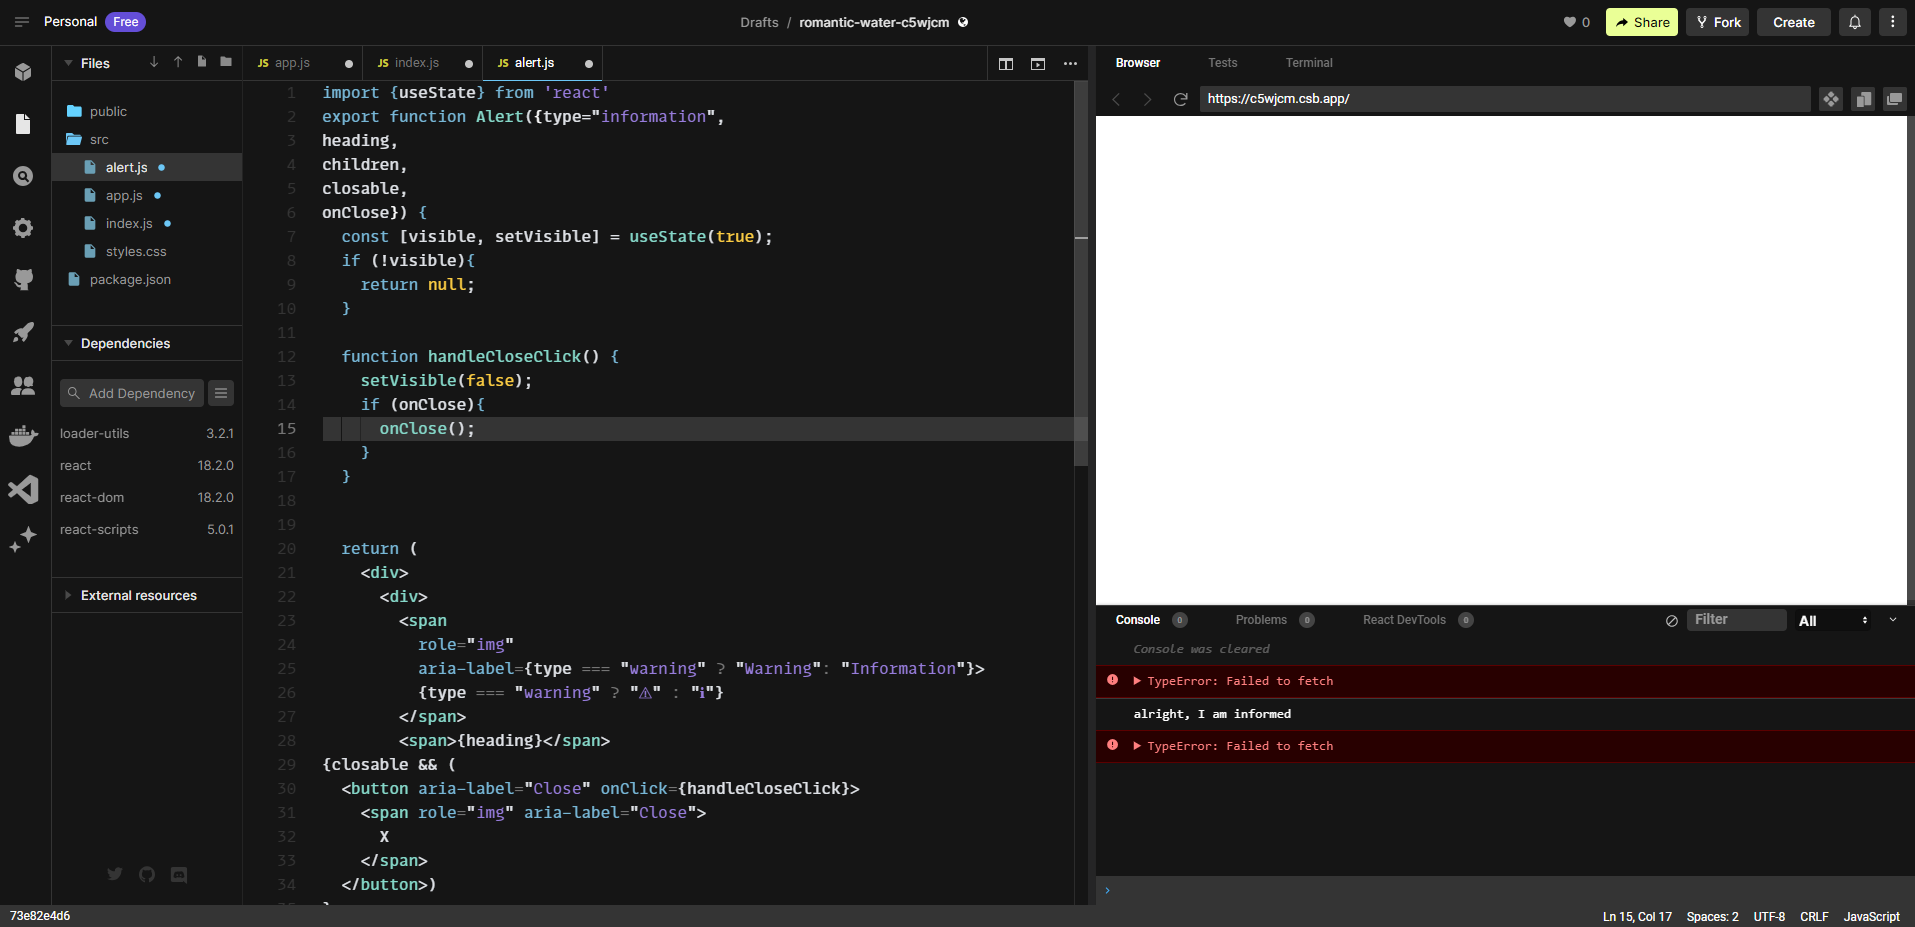 Personal Free
Drafts / romantic-water-c5wjcm
0 Share Fork Create
Files
public
src
alert.js
app.js
index.js
styles.css
package.json
Dependencies
Add Dependency
loader-utils 3.2.1
react 18.2.0
react-dom 18.2.0
react-scripts 5.0.1
External resources
JS app.js JS index.js JS alert.js
1 import {useState} from 'react'
2 export function Alert({type="information",
3 heading,
4 children,
5 closable,
6 onClose}) {
7 const [visible, setVisible] = useState(true);
8 if (!visible){
9 return null;
10 }
11
12 function handleCloseClick() {
13 setVisible(false);
14 if (onClose){
15 onClose();
16 }
17 }
18
19
20 return (
21 <div>
22 <div>
23 <span
24 role="img"
25 aria-label={type === "warning" ? "Warning": "Information"}>
26 {type === "warning" ? "⚠" : "ℹ"}
27 </span>
28 <span>{heading}</span>
29 {closable && (
30 <button aria-label="Close" onClick={handleCloseClick}>
31 <span role="img" aria-label="Close">
32 X
33 </span>
34 </button>)
Browser Tests Terminal
https://c5wjcm.csb.app/
Console 0 Problems 0 React DevTools 0 Filter All
Console was cleared
TypeError: Failed to fetch
alright, I am informed
TypeError: Failed to fetch
73e82e4d6
Ln 15, Col 17 Spaces: 2 UTF-8 CRLF JavaScript